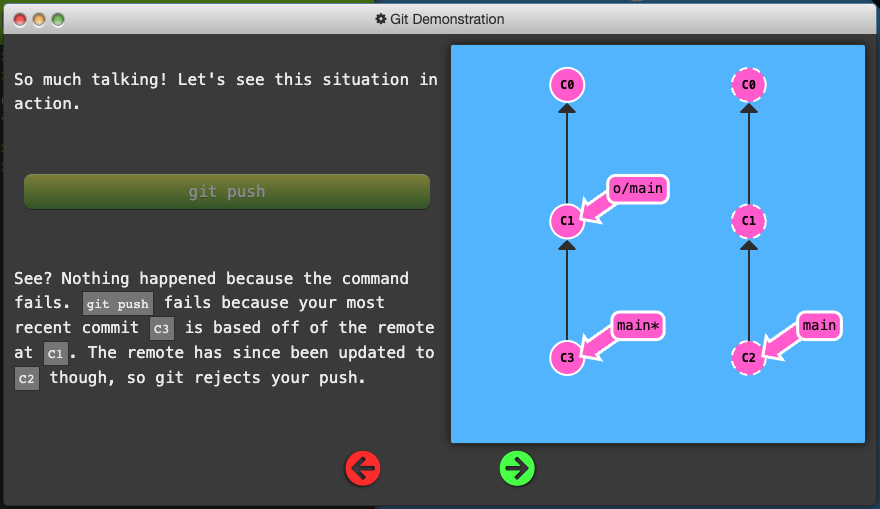 Git Demonstration
So much talking! Let's see this situation in
action.
git push
See? Nothing happened because the command
fails. git push fails because your most
recent commit C3 is based off of the remote
at C1. The remote has since been updated to
C2 though, so git rejects your push.
C0
C0
o/main
C1
C1
main*
main
C3
C2